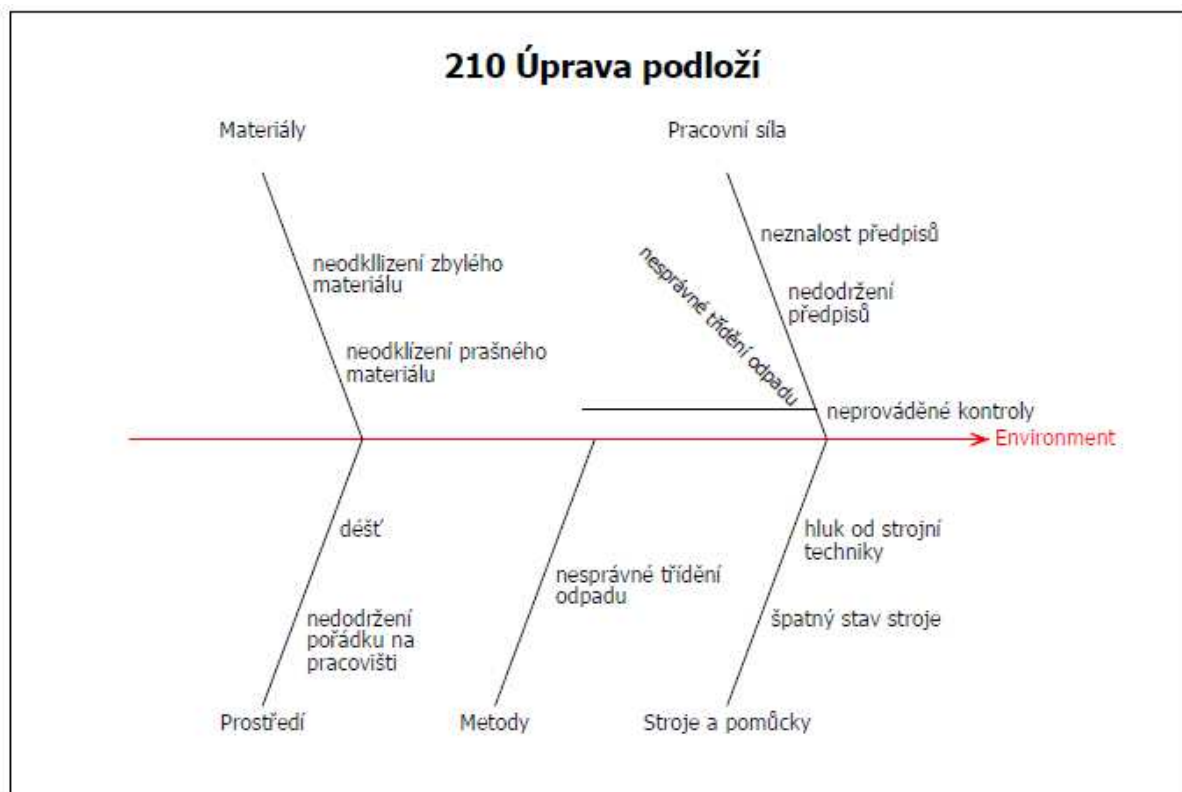 210 Úprava podloží
Materiály
Pracovní síla
neodkllizení zbylého
materiálu
neodklízení prašného
materiálu
neznalost předpisů
nedodržení
předpisů
nesprávné třídění odpadu
neprováděné kontroly
Environment
déšť
nedodržení
pořádku na
pracovišti
nesprávné třídění
odpadu
hluk od strojní
techniky
špatný stav stroje
Prostředí
Metody
Stroje a pomůcky